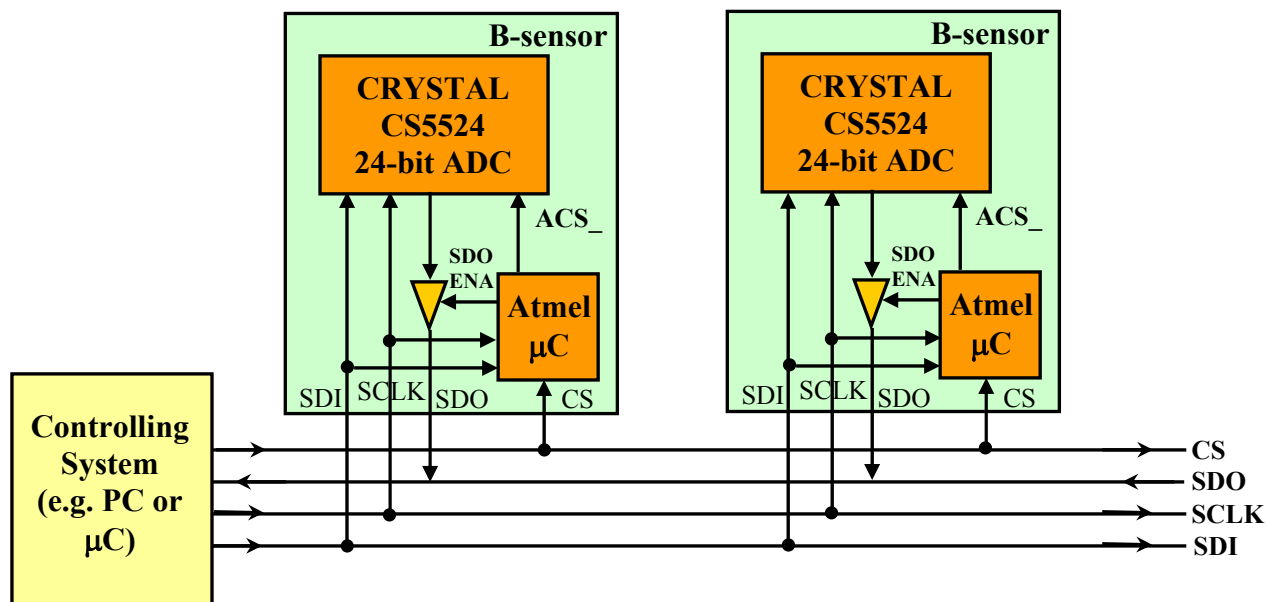 B-sensor
CRYSTAL
CS5524
24-bit ADC
ACS_
SDO
ENA
Atmel
μC
SDI
SCLK
SDO
CS
B-sensor
CRYSTAL
CS5524
24-bit ADC
ACS_
SDO
ENA
Atmel
μC
SDI
SCLK
SDO
CS
Controlling
System
(e.g. PC or
μC)
CS
SDO
SCLK
SDI